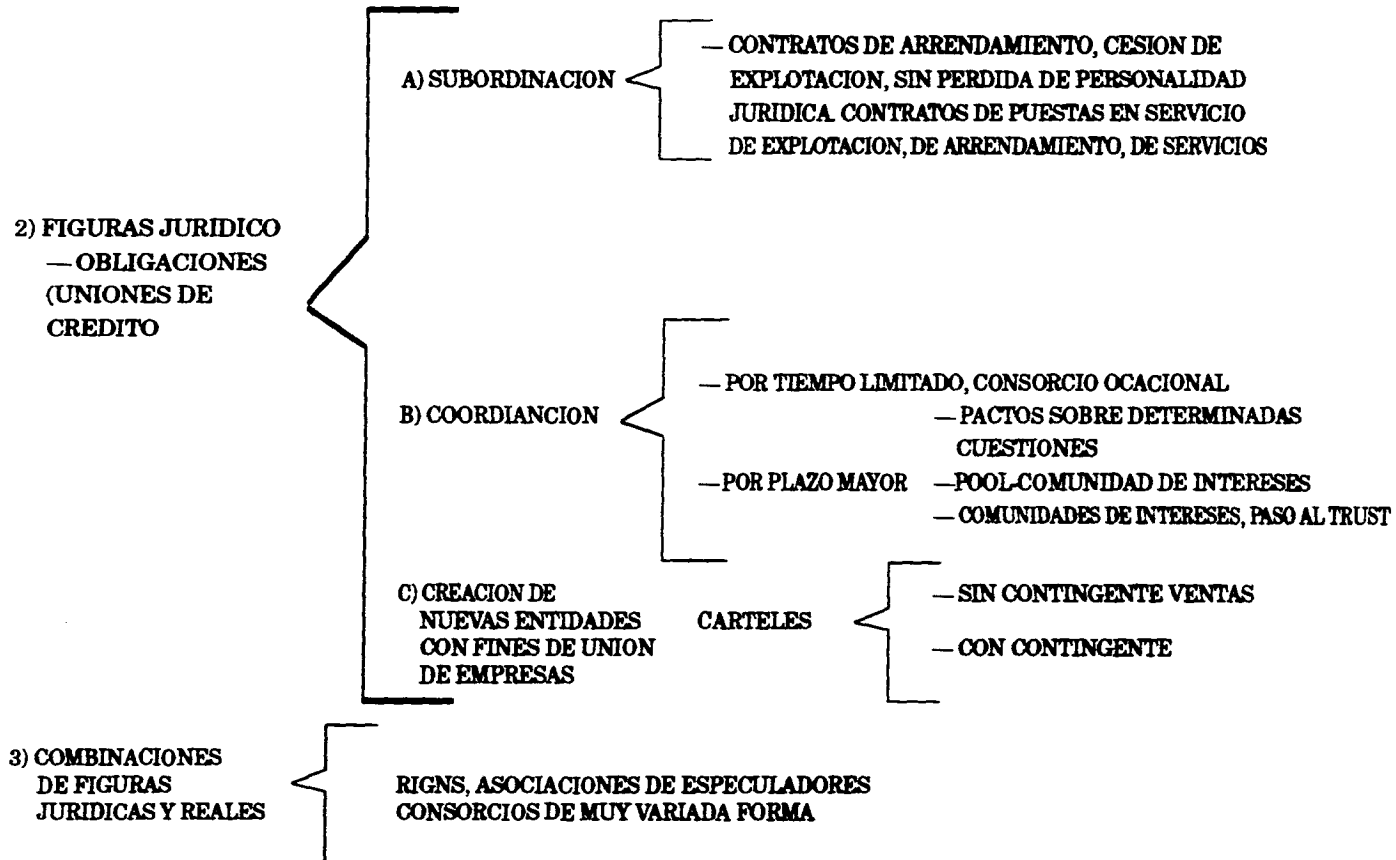 2) FIGURAS JURIDICO
— OBLIGACIONES
(UNIONES DE
CREDITO
A) SUBORDINACION
— CONTRATOS DE ARRENDAMIENTO, CESION DE
EXPLOTACION, SIN PERDIDA DE PERSONALIDAD
JURIDICA. CONTRATOS DE PUESTAS EN SERVICIO
DE EXPLOTACION, DE ARRENDAMIENTO, DE SERVICIOS
B) COORDIANCION
— POR TIEMPO LIMITADO, CONSORCIO OCACIONAL
— PACTOS SOBRE DETERMINADAS
CUESTIONES
— POR PLAZO MAYOR
— POOL-COMUNIDAD DE INTERESES
— COMUNIDADES DE INTERESES, PASO AL TRUST
C) CREACION DE
NUEVAS ENTIDADES
CON FINES DE UNION
DE EMPRESAS
CARTELES
— SIN CONTINGENTE VENTAS
— CON CONTINGENTE
3) COMBINACIONES
DE FIGURAS
JURIDICAS Y REALES
RIGNS, ASOCIACIONES DE ESPECULADORES
CONSORCIOS DE MUY VARIADA FORMA